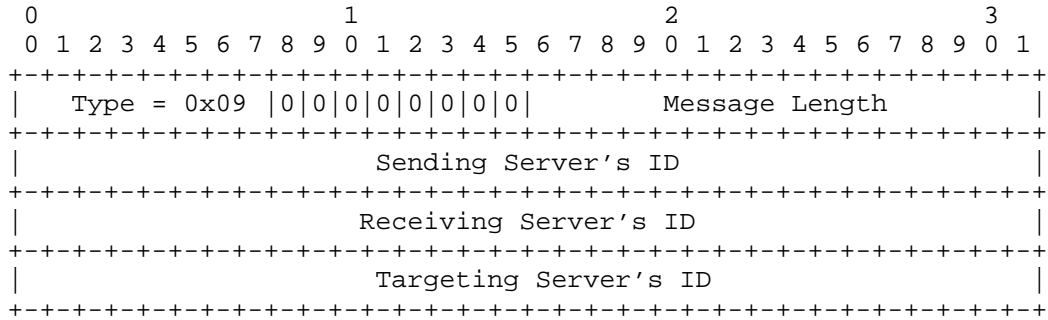 0                   1                   2                   3
 0 1 2 3 4 5 6 7 8 9 0 1 2 3 4 5 6 7 8 9 0 1 2 3 4 5 6 7 8 9 0 1
+-+-+-+-+-+-+-+-+-+-+-+-+-+-+-+-+-+-+-+-+-+-+-+-+-+-+-+-+-+-+-+-+
|   Type = 0x09 |0|0|0|0|0|0|0|0|        Message Length         |
+-+-+-+-+-+-+-+-+-+-+-+-+-+-+-+-+-+-+-+-+-+-+-+-+-+-+-+-+-+-+-+-+
|                      Sending Server's ID                      |
+-+-+-+-+-+-+-+-+-+-+-+-+-+-+-+-+-+-+-+-+-+-+-+-+-+-+-+-+-+-+-+-+
|                     Receiving Server's ID                     |
+-+-+-+-+-+-+-+-+-+-+-+-+-+-+-+-+-+-+-+-+-+-+-+-+-+-+-+-+-+-+-+-+
|                      Targeting Server's ID                    |
+-+-+-+-+-+-+-+-+-+-+-+-+-+-+-+-+-+-+-+-+-+-+-+-+-+-+-+-+-+-+-+-+